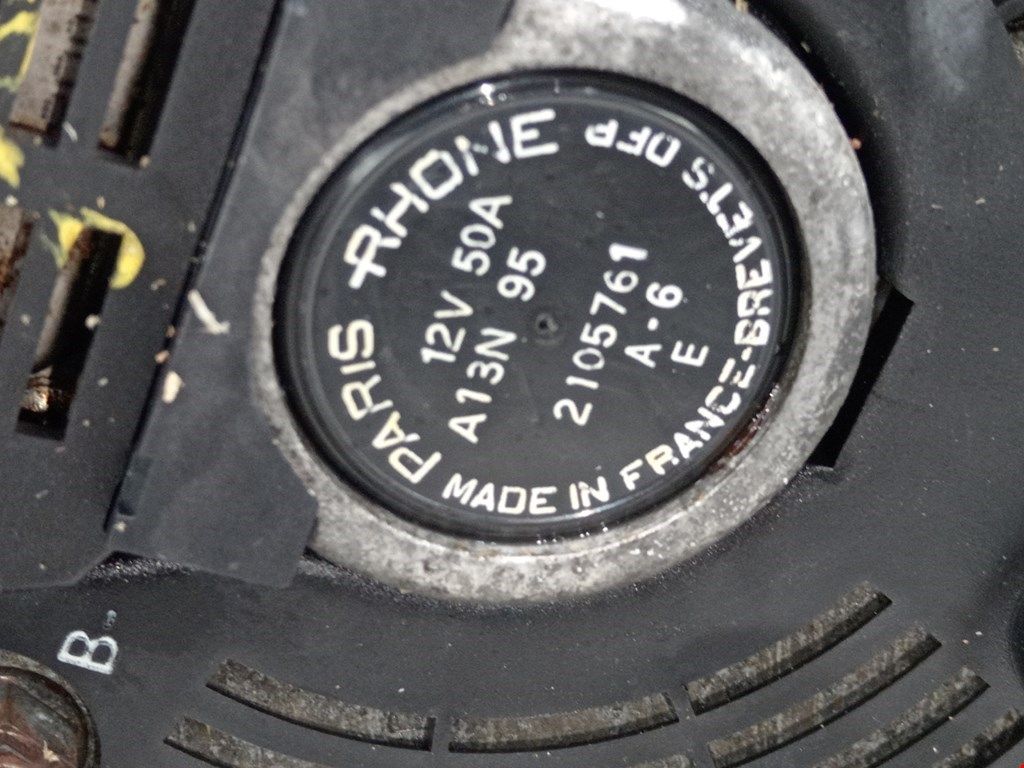 PARIS-RHONE
12V 50A
A13N 95
2105761
A-6
E
MADE IN FRANCE-BREVETS DEP
B-